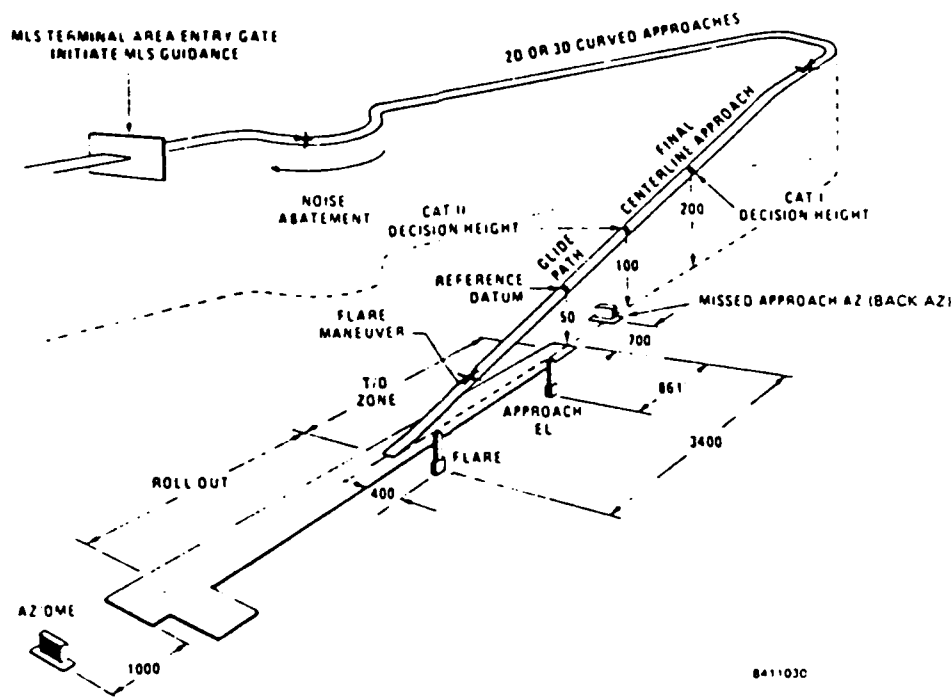 MLS TERMINAL AREA ENTRY GATE
INITIATE MLS GUIDANCE
2D OR 3D CURVED APPROACHES
NOISE
ABATEMENT
FINAL
CENTERLINE APPROACH
CAT II
DECISION HEIGHT
200
CAT I
DECISION HEIGHT
GLIDE
PATH
100
REFERENCE
DATUM
50
MISSED APPROACH AZ (BACK AZ)
700
FLARE
MANEUVER
T/D
ZONE
861
APPROACH
EL
3400
FLARE
ROLL OUT
400
AZ DME
1000
8411030